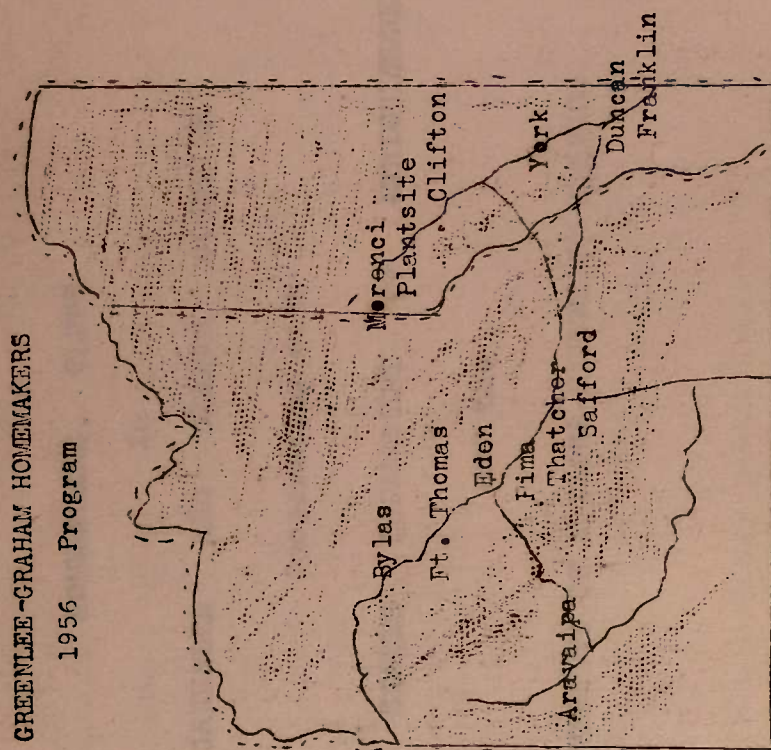 GREENLEE-GRAHAM HOMEMAKERS
1956 Program
Morenci
Plantsite
Clifton
York
Duncan
Franklin
Bylas
Ft. Thomas
Eden
Pima
Thatcher
Safford
Aravaipa